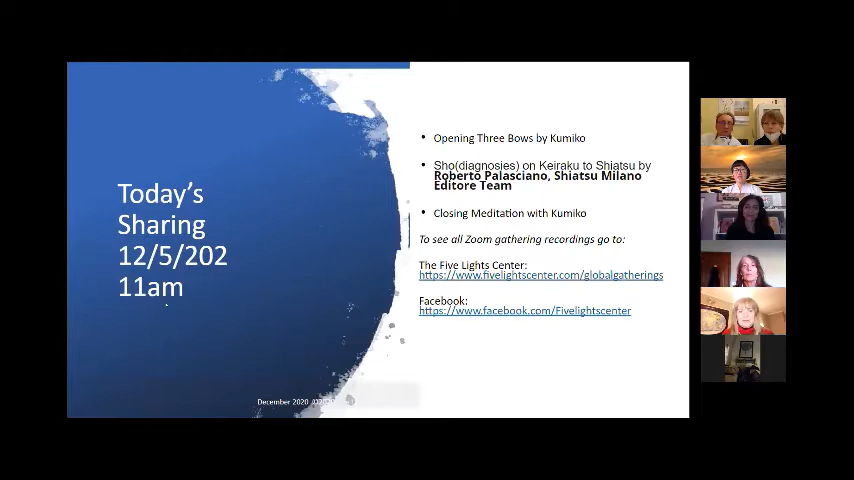 Today's
Sharing
12/5/202
11am
• Opening Three Bows by Kumiko
• Sho(diagnoses) on Keiraku to Shiatsu by
Roberto Palasciano, Shiatsu Milano
Editore Team
• Closing Meditation with Kumiko
To see all Zoom gathering recordings go to:
The Five Lights Center:
https://www.fivelightscenter.com/globalgatherings
Facebook:
https://www.facebook.com/Fivelightscenter
December 2020